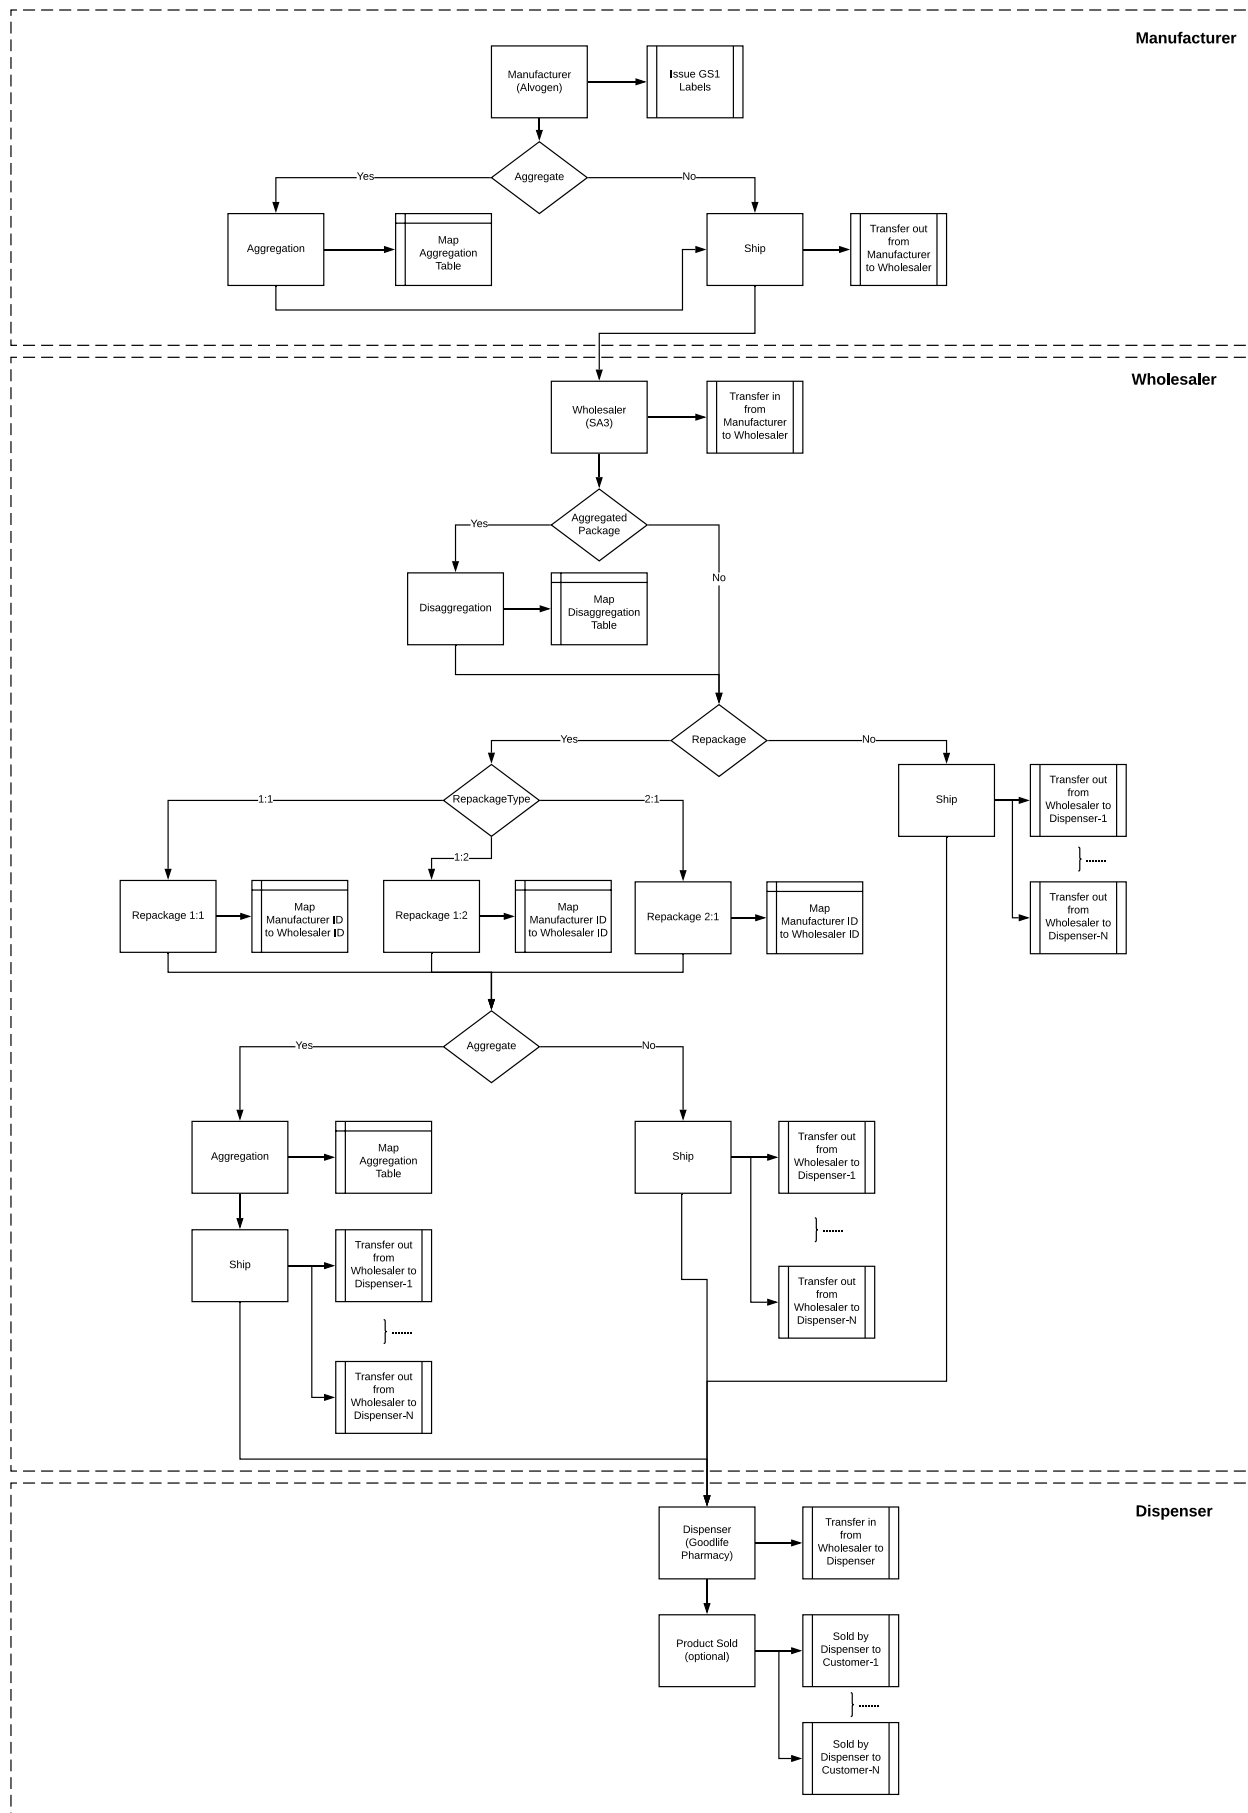 Manufacturer
Manufacturer
(Alvogen)
Issue GS1
Labels
Aggregate
Yes
No
Aggregation
Map
Aggregation
Table
Ship
Transfer out
from
Manufacturer
to Wholesaler
Wholesaler
Wholesaler
(SA3)
Transfer in
from
Manufacturer
to Wholesaler
Aggregated
Package
Yes
No
Disaggregation
Map
Disaggregation
Table
Repackage
Yes
No
RepackageType
1:1
2:1
1:2
Ship
Transfer out
from
Wholesaler to
Dispenser-1
} .......
Transfer out
from
Wholesaler to
Dispenser-N
Repackage 1:1
Map
Manufacturer ID
to Wholesaler ID
Repackage 1:2
Map
Manufacturer ID
to Wholesaler ID
Repackage 2:1
Map
Manufacturer ID
to Wholesaler ID
Aggregate
Yes
No
Aggregation
Map
Aggregation
Table
Ship
Transfer out
from
Wholesaler to
Dispenser-1
} .......
Transfer out
from
Wholesaler to
Dispenser-N
Ship
Transfer out
from
Wholesaler to
Dispenser-1
} .......
Transfer out
from
Wholesaler to
Dispenser-N
Dispenser
Dispenser
(Goodlife
Pharmacy)
Transfer in
from
Wholesaler to
Dispenser
Product Sold
(optional)
Sold by
Dispenser to
Customer-1
} .......
Sold by
Dispenser to
Customer-N